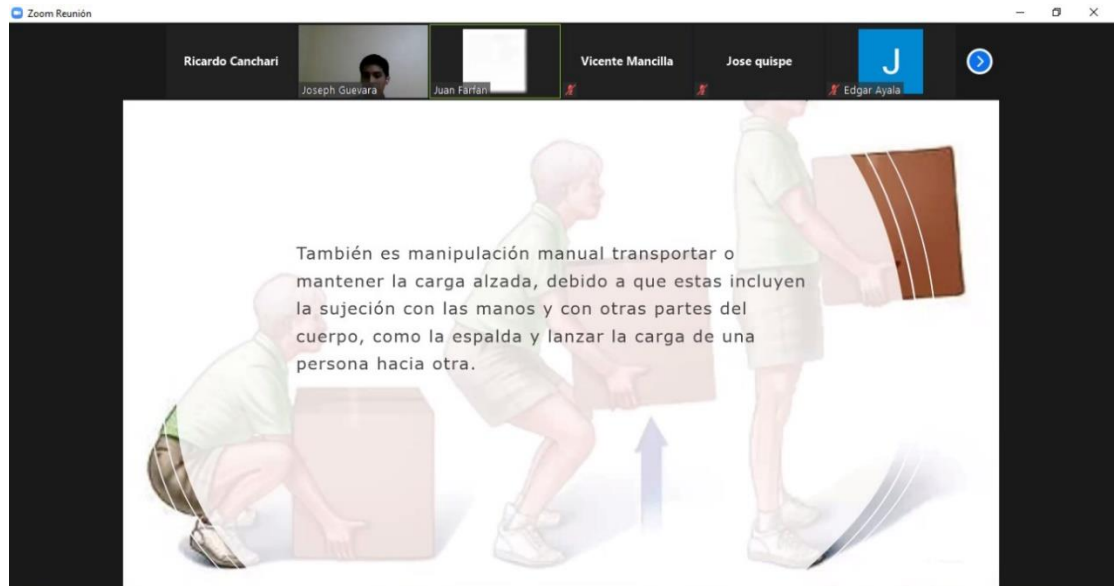 Zoom Reunión
Ricardo Canchari
Joseph Guevara
Juan Farfan
Vicente Mancilla
Jose quispe
J
Edgar Ayala
También es manipulación manual transportar o
mantener la carga alzada, debido a que estas incluyen
la sujeción con las manos y con otras partes del
cuerpo, como la espalda y lanzar la carga de una
persona hacia otra.